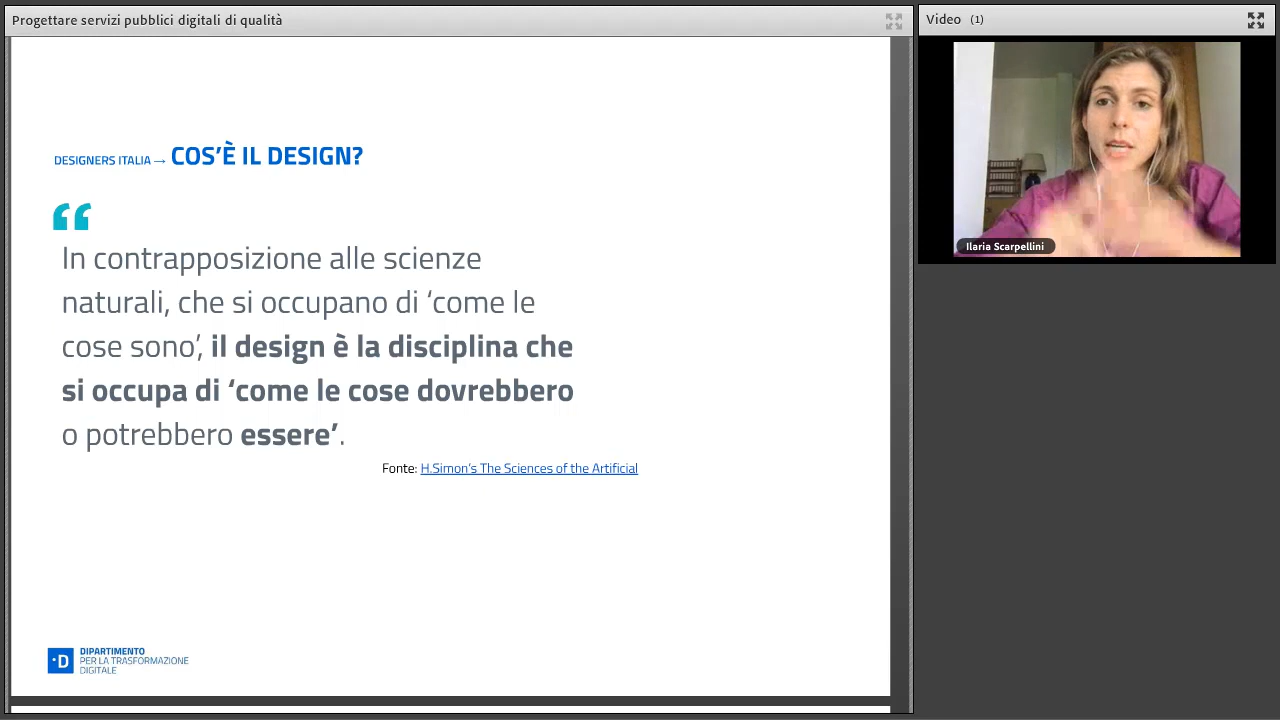 Progettare servizi pubblici digitali di qualità
Video (1)
Ilaria Scarpellini
DESIGNERS ITALIA → COS’È IL DESIGN?
“
In contrapposizione alle scienze
naturali, che si occupano di ‘come le
cose sono’, il design è la disciplina che
si occupa di ‘come le cose dovrebbero
o potrebbero essere’.
Fonte: H.Simon’s The Sciences of the Artificial
·D
DIPARTIMENTO
PER LA TRASFORMAZIONE
DIGITALE